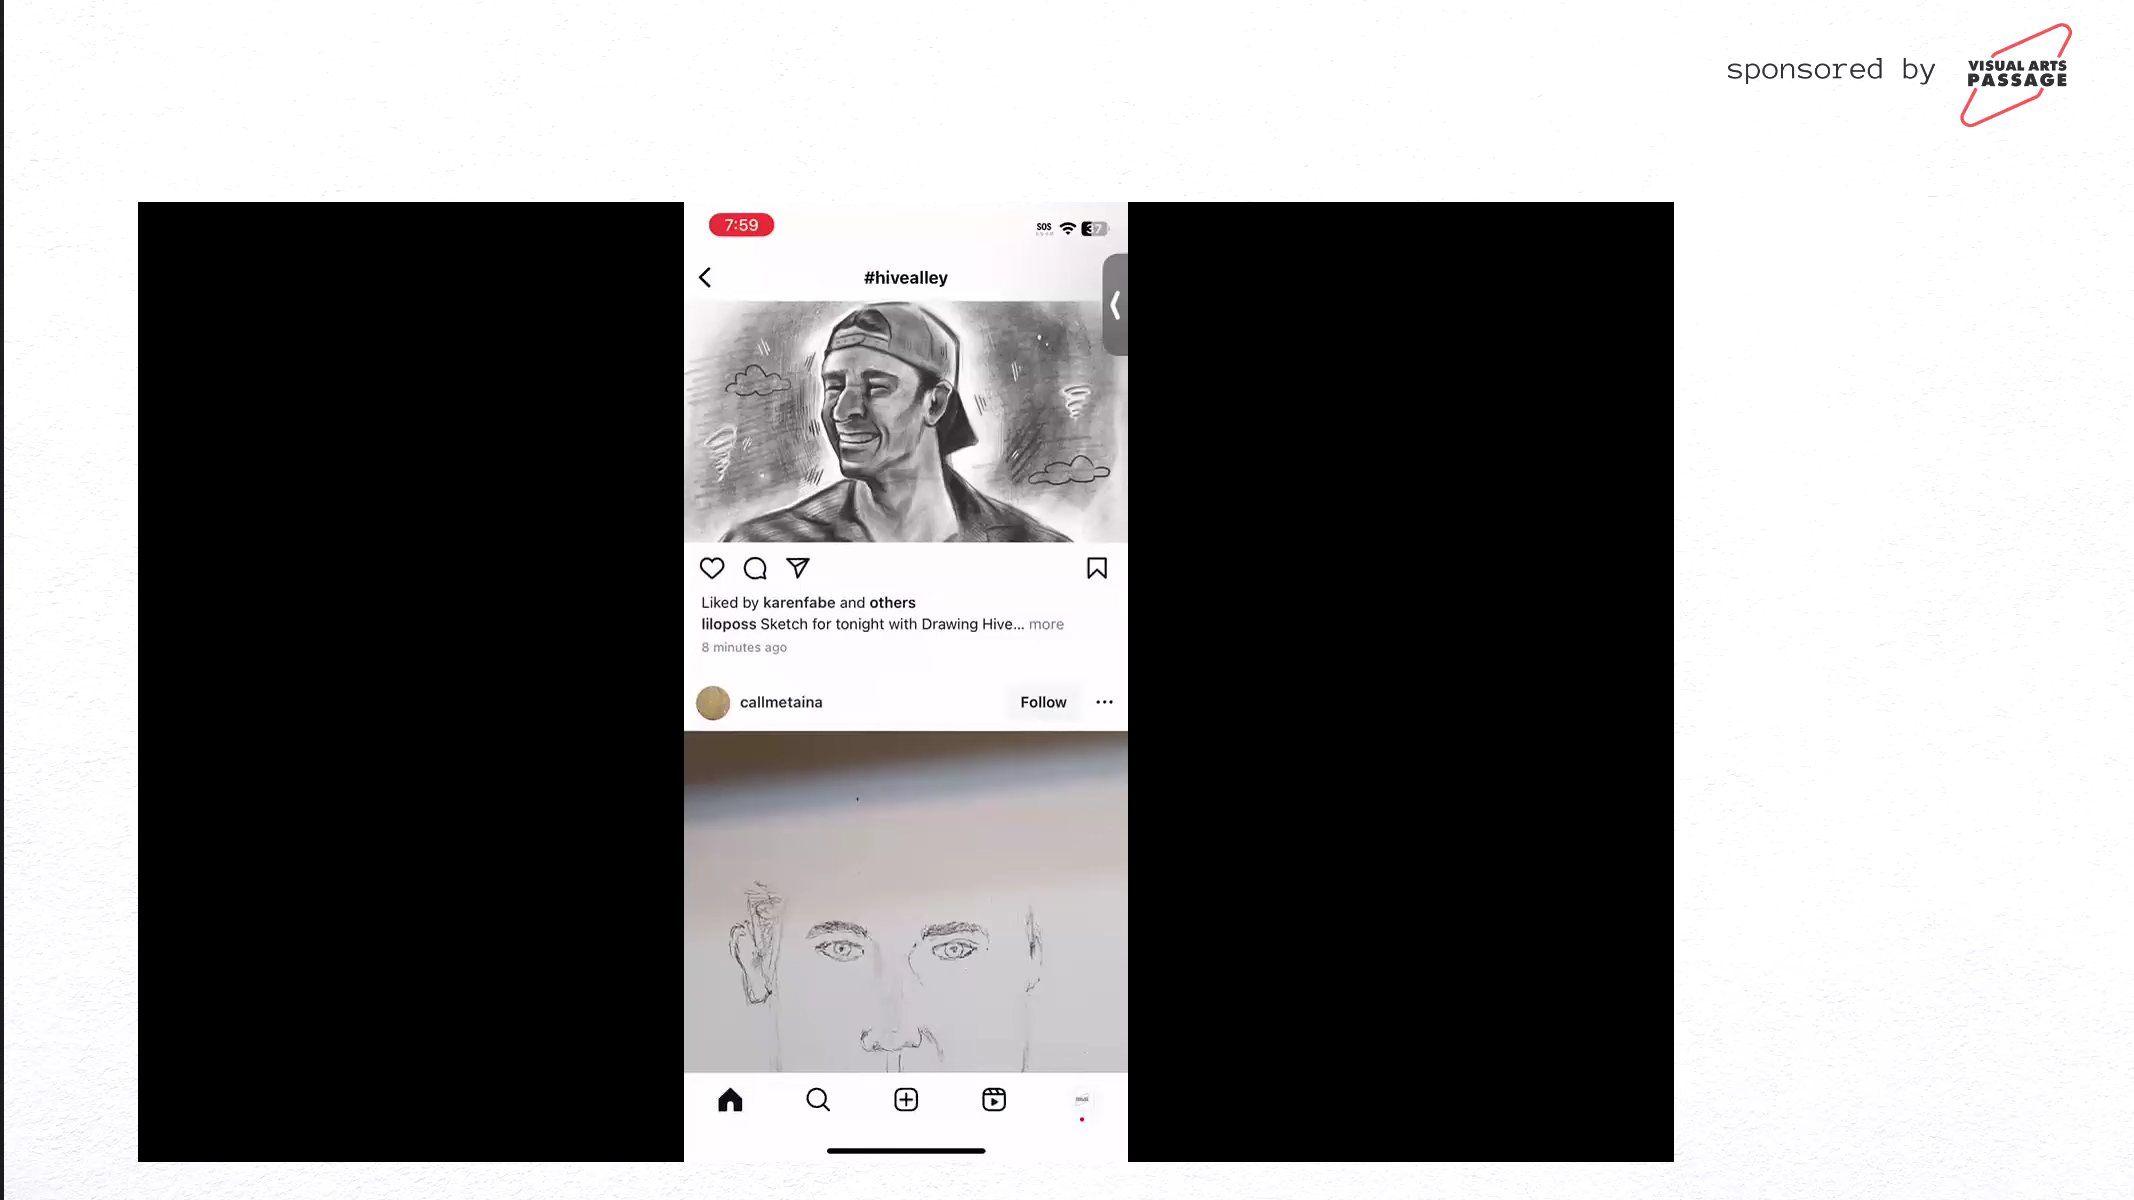 sponsored by
VISUAL ARTS
PASSAGE
7:59
SOS
37
#hivealley
Liked by karenfabe and others
liloposs Sketch for tonight with Drawing Hive... more
8 minutes ago
callmetaina
Follow